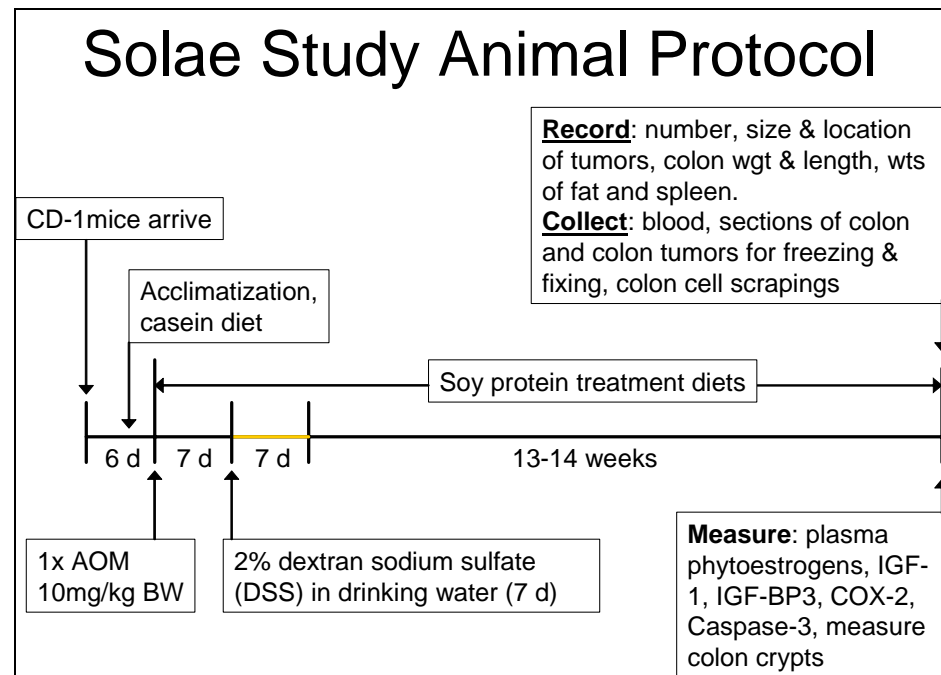 Solae Study Animal Protocol
Record: number, size & location
of tumors, colon wgt & length, wts
of fat and spleen.
Collect: blood, sections of colon
and colon tumors for freezing &
fixing, colon cell scrapings
CD-1mice arrive
Acclimatization,
casein diet
Soy protein treatment diets
6 d
7 d
7 d
13-14 weeks
1x AOM
10mg/kg BW
2% dextran sodium sulfate
(DSS) in drinking water (7 d)
Measure: plasma
phytoestrogens, IGF-
1, IGF-BP3, COX-2,
Caspase-3, measure
colon crypts